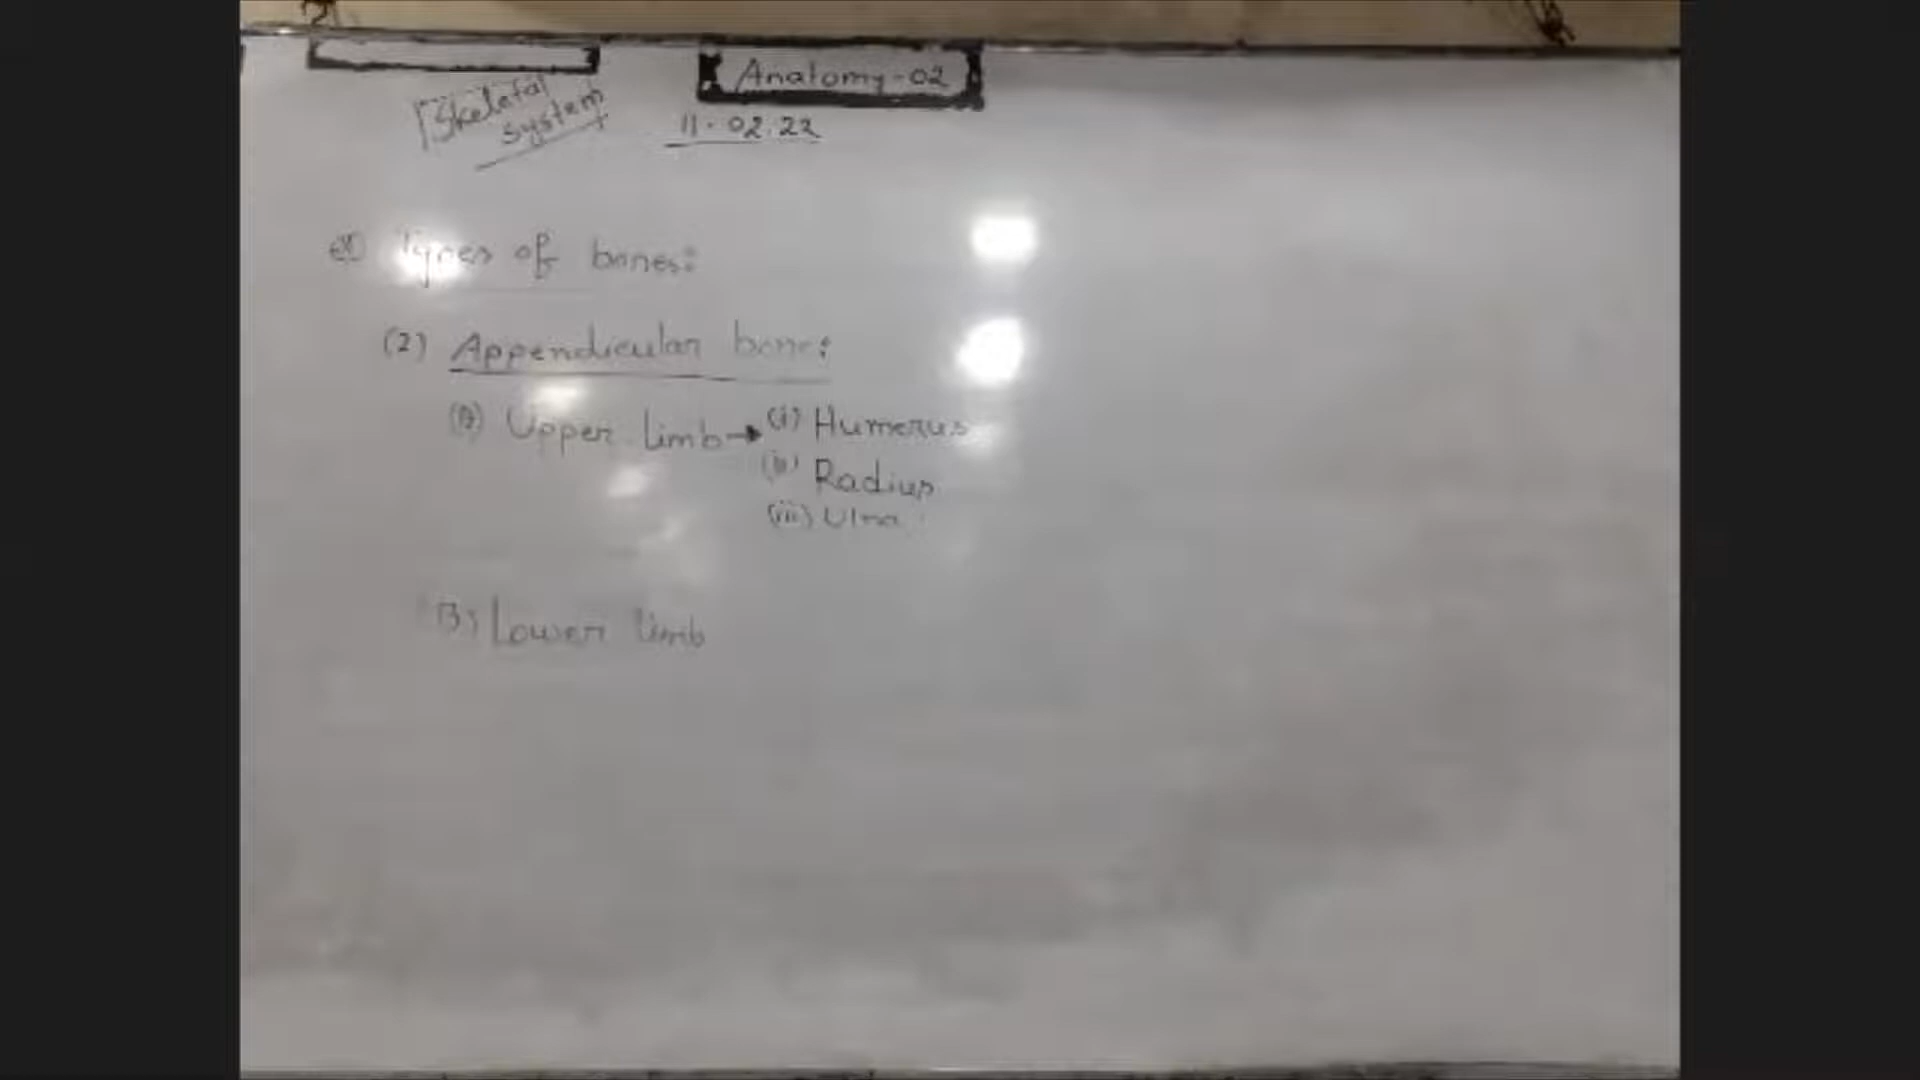 Anatomy-02
Skeletal
system
11.02.22
Types of bones:
(2) Appendicular bone:
(A) Upper limb → (i) Humerus
(ii) Radius
(iii) Ulna
(B) Lower limb